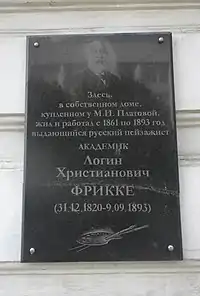 Здесь,
в собственном доме,
купленном у М.И. Платовой,
жил и работал с 1861 по 1893 год
выдающийся русский пейзажист
АКАДЕМИК
Логин
Христианович
ФРИККЕ
(31.12.1820-9.09.1893)